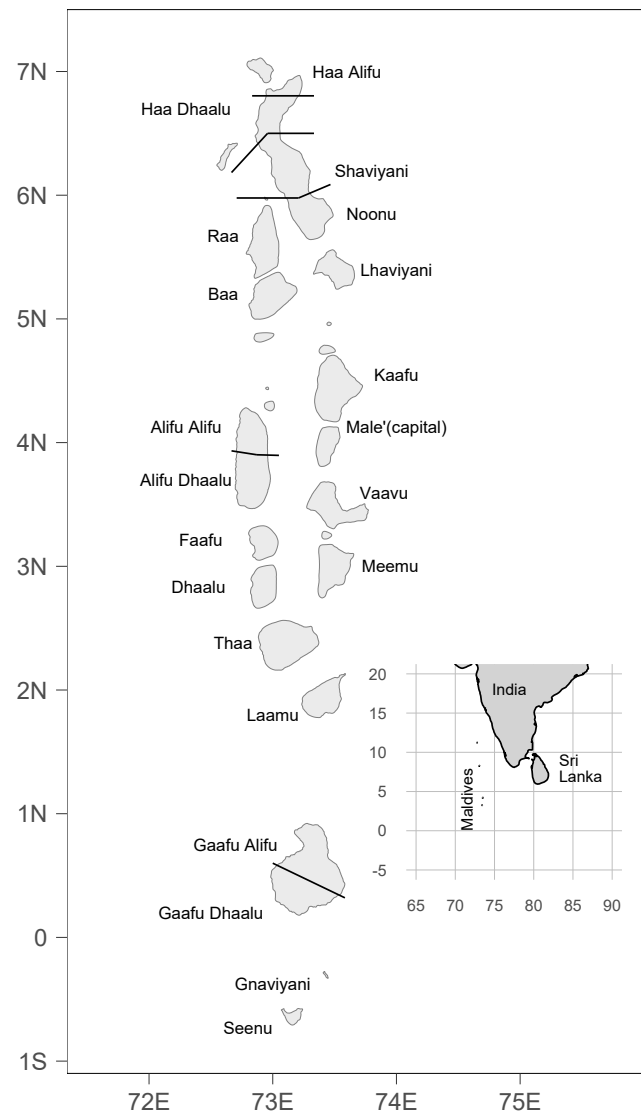 7N
Haa Alifu
Haa Dhaalu
Shaviyani
6N
Noonu
Raa
Lhaviyani
Baa
5N
Kaafu
Alifu Alifu
Male'(capital)
4N
Alifu Dhaalu
Vaavu
Faafu
Meemu
3N
Dhaalu
Thaa
2N
Laamu
1N
Gaafu Alifu
Gaafu Dhaalu
0
Gnaviyani
Seenu
1S
72E 73E 74E 75E
20
India
15
10
Sri
Lanka
Maldives
5
0
-5
65 70 75 80 85 90